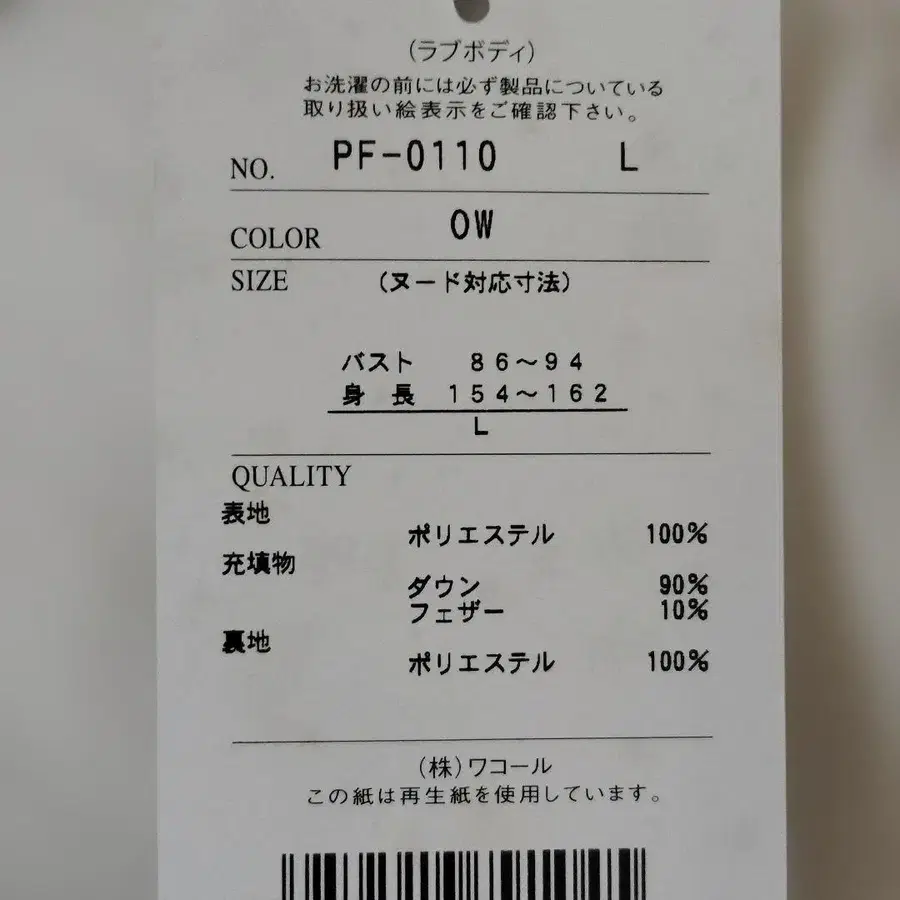 (ラブボディ)
お洗濯の前には必ず製品についている
取り扱い絵表示をご確認下さい。
NO. PF-0110 L
COLOR OW
SIZE (ヌード対応寸法)
バスト 86~94
身 長 154~162
L
QUALITY
表地
ポリエステル 100%
充填物
ダウン 90%
フェザー 10%
裏地
ポリエステル 100%
(株)ワコール
この紙は再生紙を使用しています。